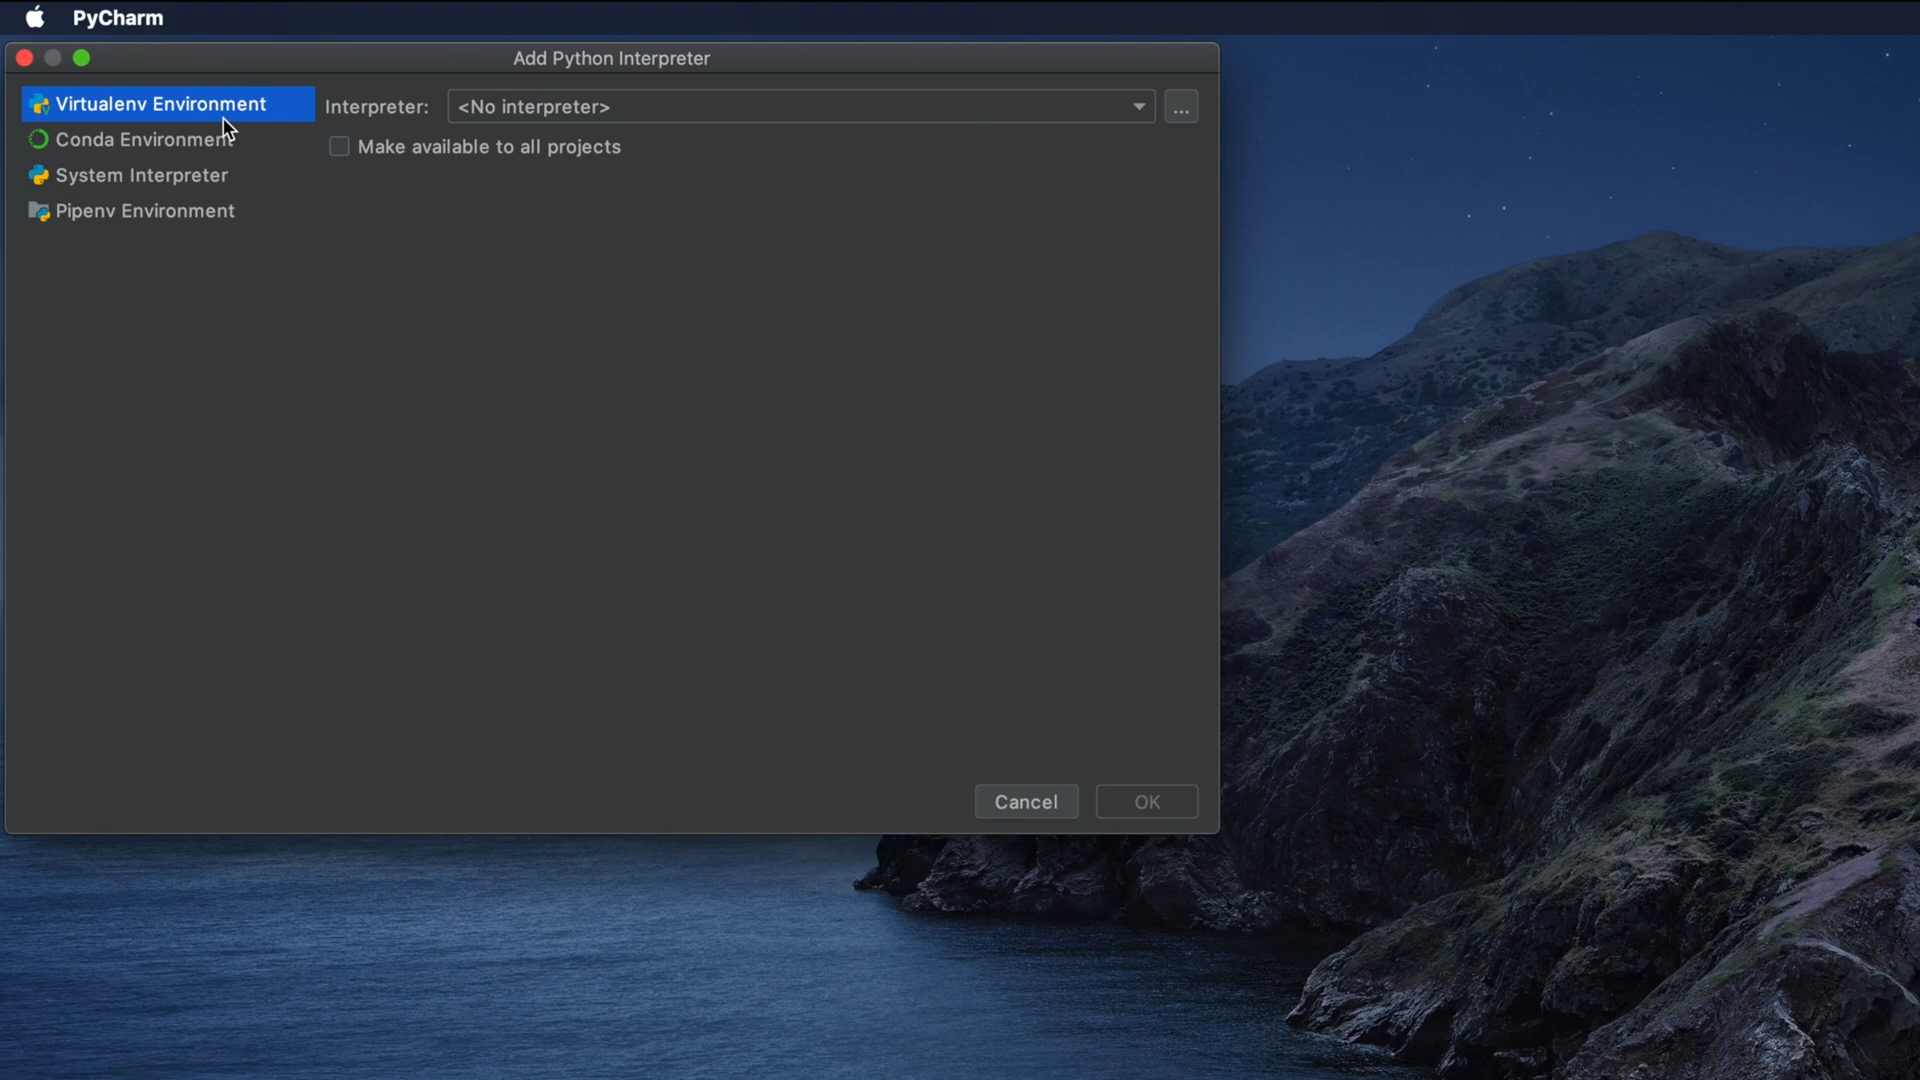 PyCharm
Add Python Interpreter
Virtualenv Environment
Interpreter: <No interpreter> ...
Conda Environment
Make available to all projects
System Interpreter
Pipenv Environment
Cancel OK